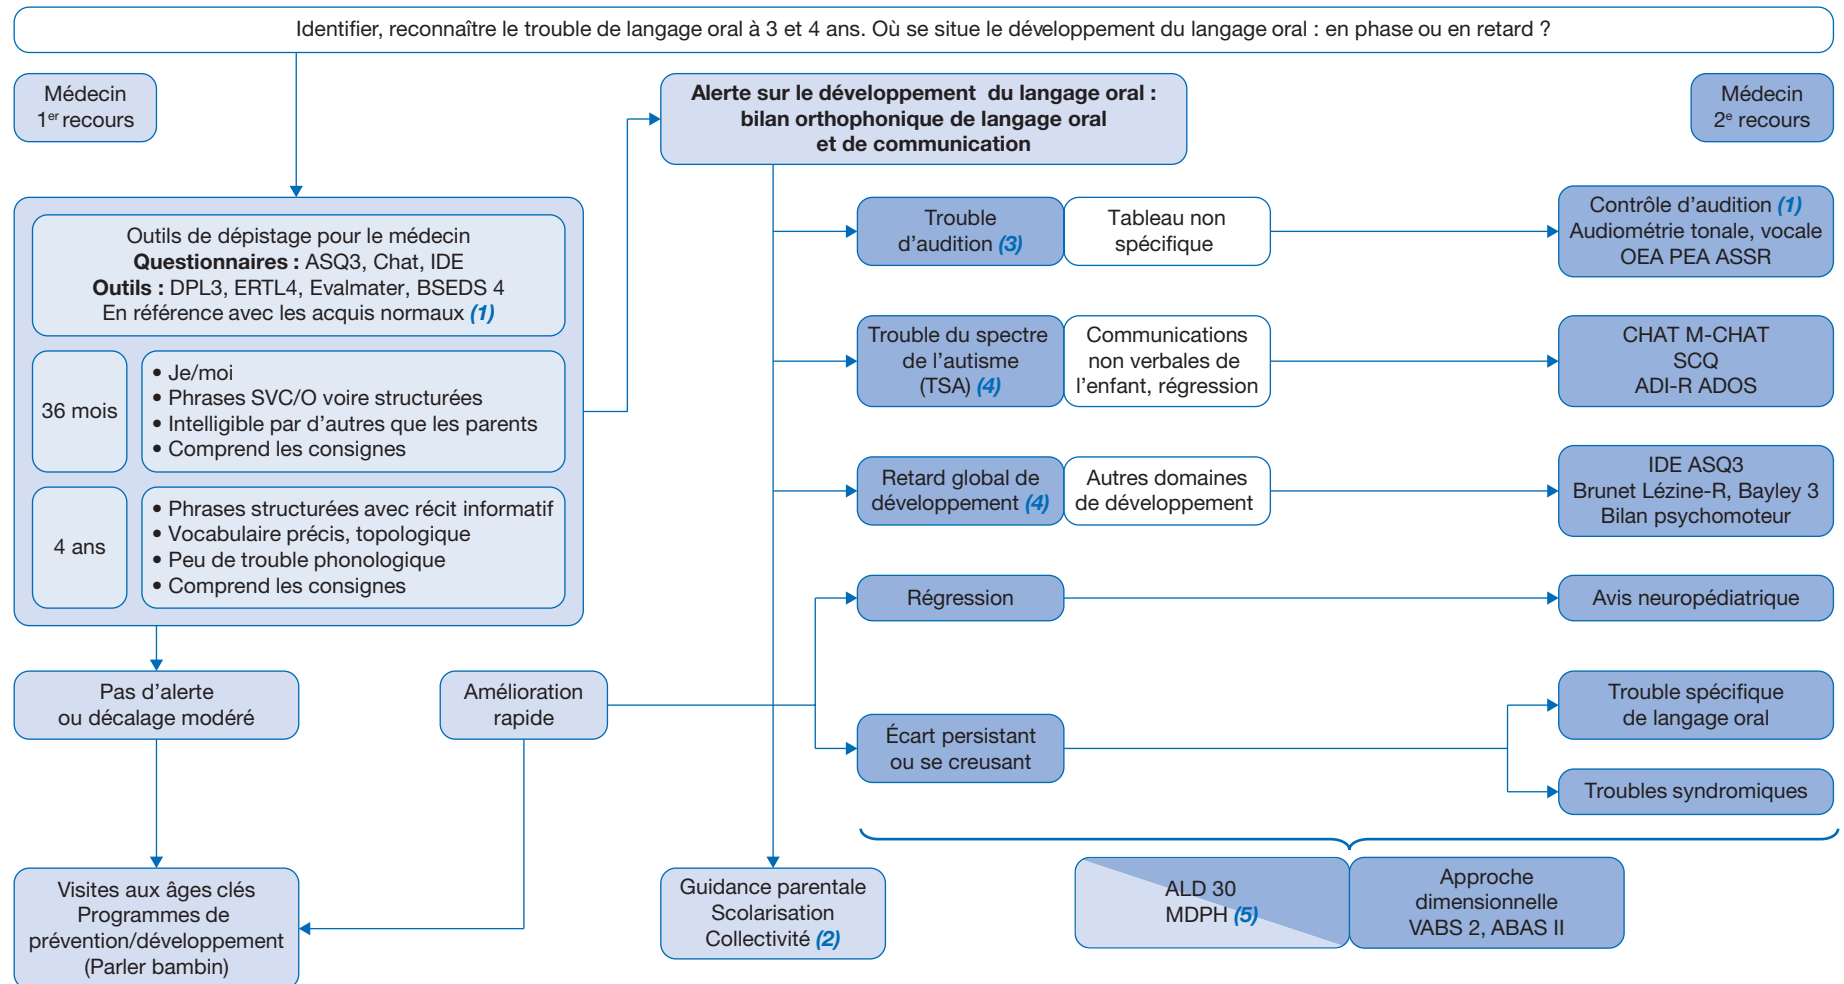 Identifier, reconnaître le trouble de langage oral à 3 et 4 ans. Où se situe le développement du langage oral : en phase ou en retard ?
Médecin
1er recours
Alerte sur le développement du langage oral :
bilan orthophonique de langage oral
et de communication
Médecin
2e recours
Outils de dépistage pour le médecin
Questionnaires : ASQ3, Chat, IDE
Outils : DPL3, ERTL4, Evalmater, BSEDS 4
En référence avec les acquis normaux (1)
36 mois
• Je/moi
• Phrases SVC/O voire structurées
• Intelligible par d'autres que les parents
• Comprend les consignes
4 ans
• Phrases structurées avec récit informatif
• Vocabulaire précis, topologique
• Peu de trouble phonologique
• Comprend les consignes
Trouble
d'audition (3)
Tableau non
spécifique
Contrôle d'audition (1)
Audiométrie tonale, vocale
OEA PEA ASSR
Trouble du spectre
de l'autisme
(TSA) (4)
Communications
non verbales de
l'enfant, régression
CHAT M-CHAT
SCQ
ADI-R ADOS
Retard global de
développement (4)
Autres domaines
de développement
IDE ASQ3
Brunet Lézine-R, Bayley 3
Bilan psychomoteur
Régression
Avis neuropédiatrique
Pas d'alerte
ou décalage modéré
Amélioration
rapide
Écart persistant
ou se creusant
Trouble spécifique
de langage oral
Troubles syndromiques
Visites aux âges clés
Programmes de
prévention/développement
(Parler bambin)
Guidance parentale
Scolarisation
Collectivité (2)
ALD 30
MDPH (5)
Approche
dimensionnelle
VABS 2, ABAS II